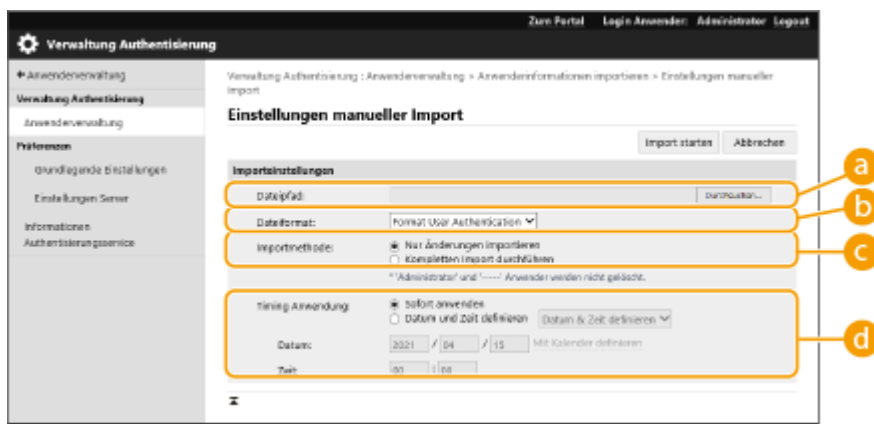 Zum Portal Login Anwender: Administrator Logout
Verwaltung Authentisierung
Anwenderverwaltung
Verwaltung Authentisierung
Anwenderverwaltung
Präferenzen
Grundlegende Einstellungen
Einstellungen Server
Informationen
Authentisierungsservice
Verwaltung Authentisierung : Anwenderverwaltung > Anwenderinformationen importieren > Einstellungen manueller
Import
Einstellungen manueller Import
Import starten Abbrechen
Importeinstellungen
Dateipfad: Durchsuchen... a
Dateiformat: Format User Authentication b
Importmethode: Nur Änderungen importieren c
Kompletten Import durchführen
* 'Administrator' und '-----' Anwender werden nicht gelöscht.
Timing Anwendung: Sofort anwenden
Datum und Zeit definieren Datum & Zeit definieren
Datum: 2021 / 04 / 15 Mit Kalender definieren d
Zeit: 00 : 00